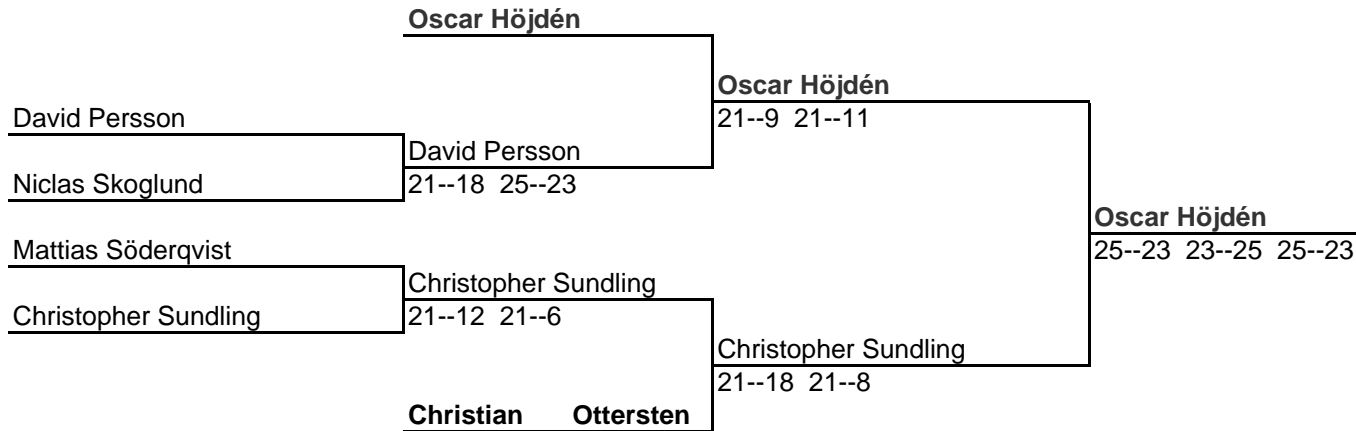 Oscar Höjdén
Oscar Höjdén
David Persson
21--9 21--11
David Persson
Niclas Skoglund
21--18 25--23
Oscar Höjdén
Mattias Söderqvist
25--23 23--25 25--23
Christopher Sundling
Christopher Sundling
21--12 21--6
Christopher Sundling
21--18 21--8
Christian Ottersten